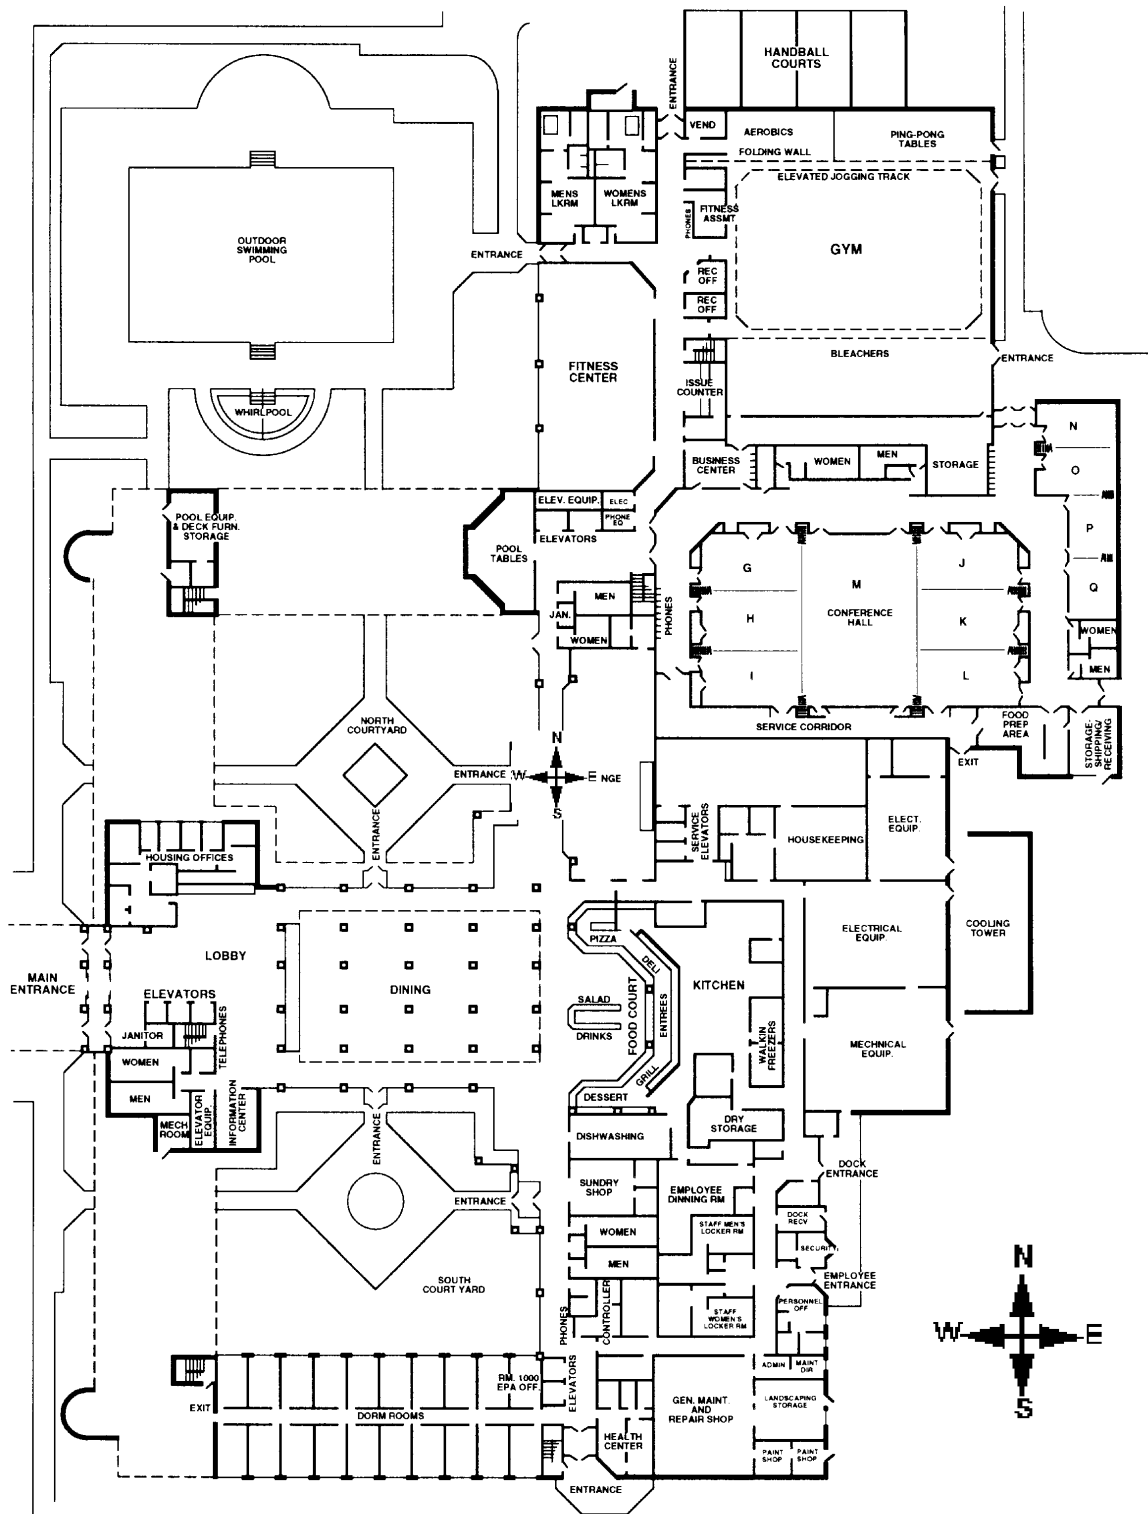 HANDBALL
COURTS
ENTRANCE
VEND
AEROBICS
PING-PONG
TABLES
FOLDING WALL
ELEVATED JOGGING TRACK
MENS
LKRM
WOMENS
LKRM
PHONES
FITNESS
ASSMT
OUTDOOR
SWIMMING
POOL
ENTRANCE
GYM
REC
OFF
REC
OFF
BLEACHERS
ENTRANCE
FITNESS
CENTER
ISSUE
COUNTER
WHIRLPOOL
N
BUSINESS
CENTER
WOMEN
MEN
STORAGE
O
ELEV. EQUIP.
ELEC
PHONE
EQ
POOL EQUIP.
& DECK FURN.
STORAGE
ELEVATORS
P
POOL
TABLES
G
M
J
Q
MEN
JAN.
WOMEN
PHONES
H
CONFERENCE
HALL
K
WOMEN
MEN
I
L
NORTH
COURTYARD
SERVICE CORRIDOR
FOOD
PREP
AREA
STORAGE-
SHIPPING/
RECEIVING
EXIT
N
ENTRANCE
W
E
NGE
S
ENTRANCE
SERVICE
ELEVATORS
HOUSEKEEPING
ELECT.
EQUIP.
HOUSING OFFICES
PIZZA
ELECTRICAL
EQUIP.
COOLING
TOWER
LOBBY
DELI
KITCHEN
MAIN
ENTRANCE
ELEVATORS
DINING
SALAD
DRINKS
FOOD COURT
ENTREES
JANITOR
TELEPHONES
WALKIN
FREEZERS
WOMEN
MECHNICAL
EQUIP.
GRILL
MEN
DESSERT
MECH
ROOM
ELEVATOR
EQUIP.
INFORMATION
CENTER
ENTRANCE
DISHWASHING
DRY
STORAGE
DOCK
ENTRANCE
SUNDRY
SHOP
EMPLOYEE
DINNING RM
ENTRANCE
DOCK
RECV
WOMEN
STAFF MEN'S
LOCKER RM
SECURITY
MEN
SOUTH
COURT YARD
EMPLOYEE
ENTRANCE
N
PHONES
CONTROLLER
STAFF
WOMEN'S
LOCKER RM
PERSONNEL
OFF
W
E
S
RM. 1000
EPA OFF.
ELEVATORS
ADMIN
MAINT
DIR
EXIT
DORM ROOMS
GEN. MAINT.
AND
REPAIR SHOP
LANDSCAPING
STORAGE
HEALTH
CENTER
PAINT
SHOP
PAINT
SHOP
ENTRANCE